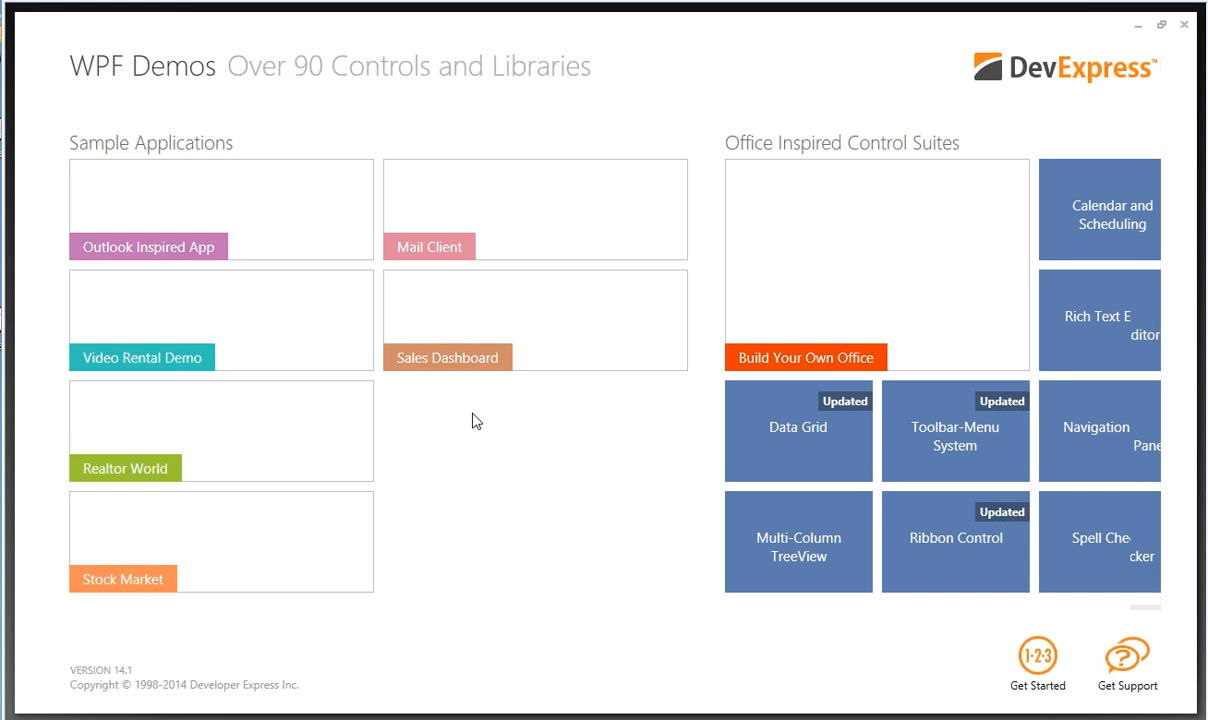 WPF Demos Over 90 Controls and Libraries
DevExpress™
Sample Applications
Outlook Inspired App
Mail Client
Video Rental Demo
Sales Dashboard
Realtor World
Stock Market
Office Inspired Control Suites
Build Your Own Office
Calendar and
Scheduling
Rich Text E
ditor
Updated
Data Grid
Updated
Toolbar-Menu
System
Navigation
Pane
Multi-Column
TreeView
Updated
Ribbon Control
Spell Che
cker
VERSION 14.1
Copyright © 1998-2014 Developer Express Inc.
1·2·3
Get Started
?
Get Support